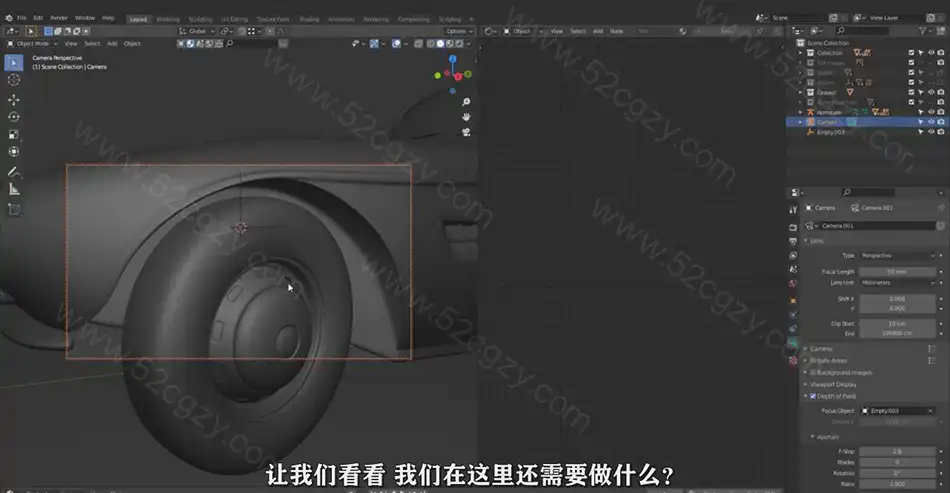 File Edit Render Window Help Layout Modeling Sculpting UV Editing Texture Paint Shading Animation Rendering Compositing Scripting Scene View Layer
Global Options
Object Mode View Select Add Object Object View Select Add Node
Camera Perspective
(1) Scene Collection | Camera
Scene Collection
Collection
Ground
Armature
Camera
Empty.003
Camera Camera.001
Camera.001
Lens
Type Perspective
Focal Length 50 mm
Lens Unit Millimeters
Shift X 0.000
Y 0.000
Clip Start 10 cm
End 100000 cm
Camera
Safe Areas
Background Images
Viewport Display
Depth of Field
Focus Object Empty.003
Aperture
F-Stop 2.8
Blades 0
Rotation 0°
Ratio 1.000
www.52cgzy.com
www.52cgzy.com
www.52cgzy.com
www.52cgzy.com
让我们看看 我们在这里还需要做什么?